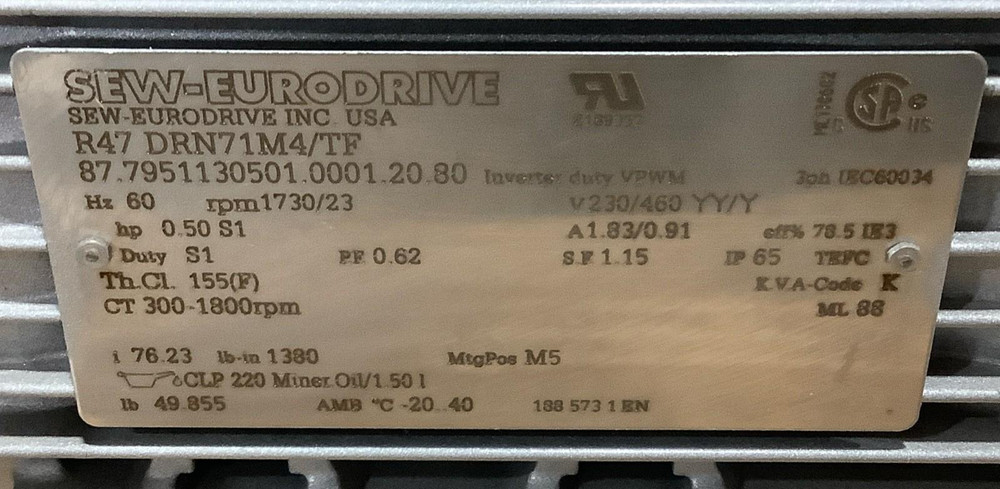 SEW-EURODRIVE
SEW-EURODRIVE INC. USA
R47 DRN71M4/TF
87.7951130501.0001.20.80 Inverter duty VPWM 3ph IEC60034
Hz 60 rpm 1730/23 V 230/460 YY/Y
hp 0.50 S1 A 1.83/0.91 eff% 78.5 IE3
Duty S1 PF 0.62 S.F 1.15 IP 65 TEFC
Th.Cl. 155(F) K.V.A-Code K
CT 300-1800rpm ML 88
i 76.23 lb-in 1380 MtgPos M5
CLP 220 Miner.Oil/1.50 l
lb 49.855 AMB °C -20..40 188 573 1 EN